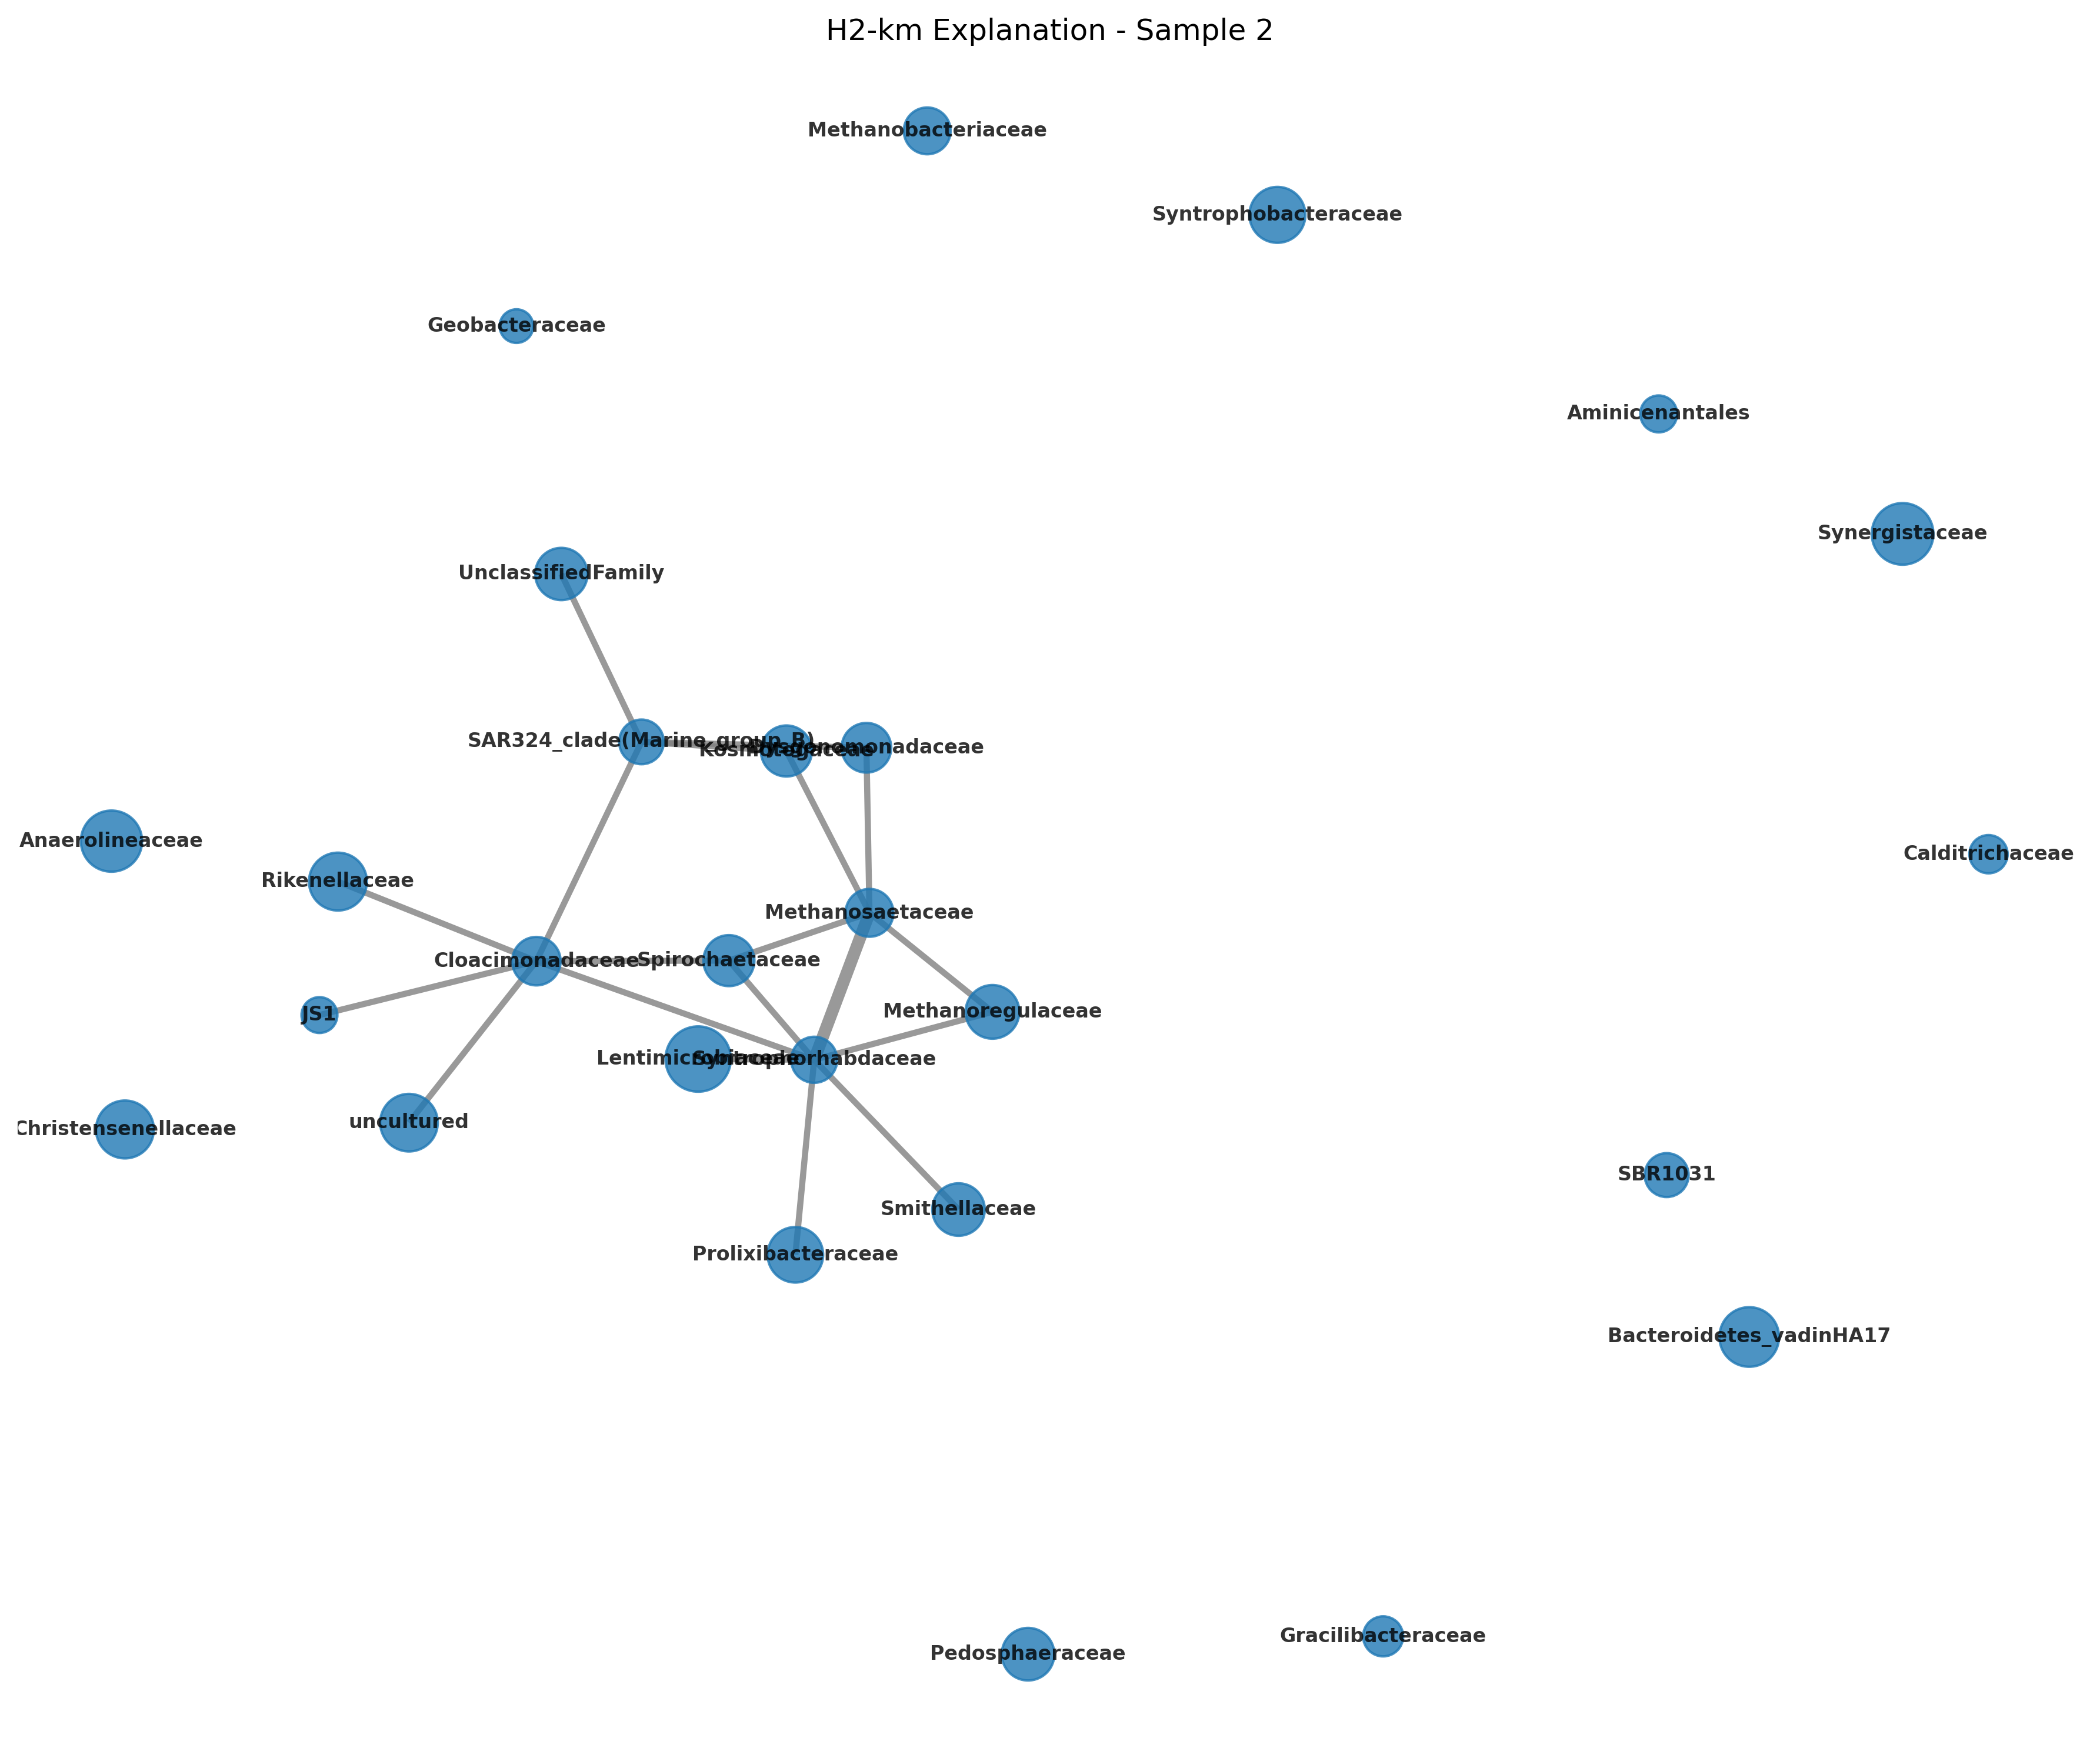 H2-km Explanation - Sample 2
Methanobacteriaceae
Syntrophobacteraceae
Geobacteraceae
Aminicenantales
Synergistaceae
UnclassifiedFamily
SAR324_clade(Marine_group_B)
Kosmotogaceae
Dysgonomonadaceae
Anaerolineaceae
Calditrichaceae
Rikenellaceae
Methanosaetaceae
Cloacimonadaceae
Spirochaetaceae
JS1
Methanoregulaceae
Lentimicrobiaceae
Syntrophorhabdaceae
uncultured
Christensenellaceae
SBR1031
Smithellaceae
Prolixibacteraceae
Bacteroidetes_vadinHA17
Gracilibacteraceae
Pedosphaeraceae